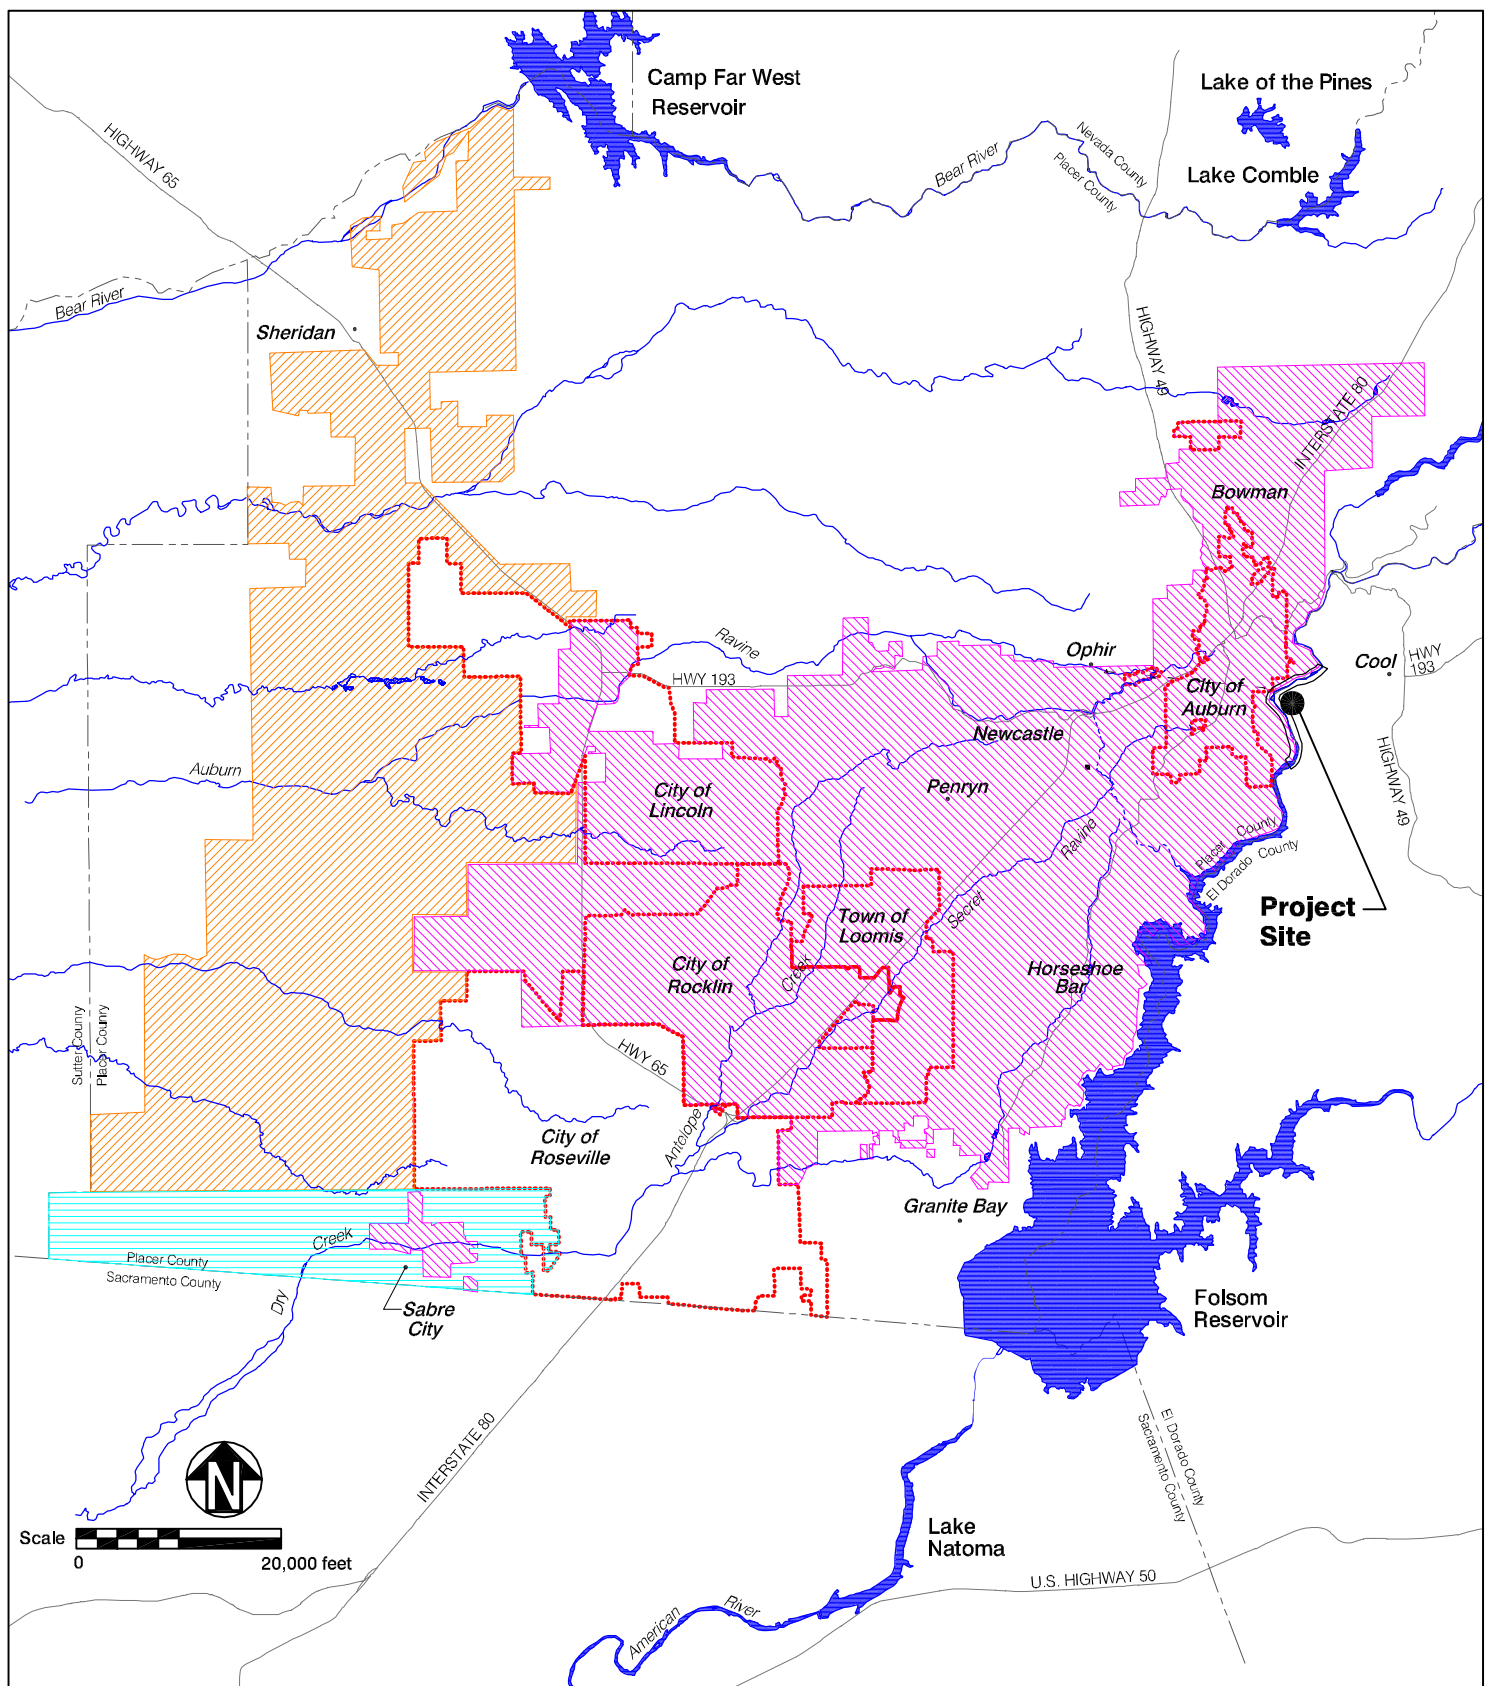 Camp Far West
Reservoir
Lake of the Pines
Lake Comble
HIGHWAY 65
Bear River
Nevada County
Placer County
Bear River
Sheridan
HIGHWAY 49
INTERSTATE 80
Bowman
Ravine
Ophir
Cool
HWY
193
HWY 193
City of
Auburn
Newcastle
Auburn
City of
Lincoln
Penryn
HIGHWAY 49
Ravine
Placer County
El Dorado County
Project
Site
Secret
Town of
Loomis
City of
Rocklin
Creek
Horseshoe
Bar
Sutter Counry
Placer Counry
HWY 65
Antelope
City of
Roseville
Granite Bay
Creek
Placer County
Sacramento County
Dry
Sabre
City
Folsom
Reservoir
INTERSTATE 80
El Dorado County
Sacramento County
N
Scale
0
20,000 feet
Lake
Natoma
U.S. HIGHWAY 50
American River